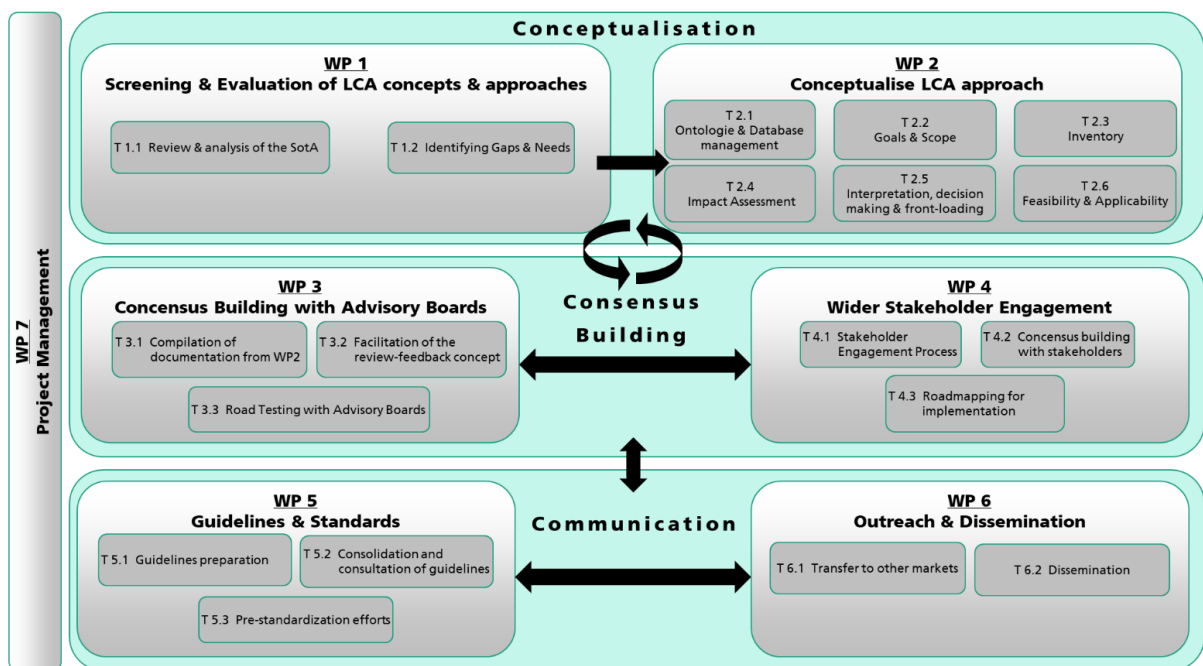 WP 7
Project Management
Conceptualisation
WP 1
Screening & Evaluation of LCA concepts & approaches
T 1.1 Review & analysis of the SotA
T 1.2 Identifying Gaps & Needs
WP 2
Conceptualise LCA approach
T 2.1
Ontologie & Database
management
T 2.2
Goals & Scope
T 2.3
Inventory
T 2.4
Impact Assessment
T 2.5
Interpretation, decision
making & front-loading
T 2.6
Feasibility & Applicability
Consensus
Building
WP 3
Concensus Building with Advisory Boards
T 3.1 Compilation of
documentation from WP2
T 3.2 Facilitation of the
review-feedback concept
T 3.3 Road Testing with Advisory Boards
WP 4
Wider Stakeholder Engagement
T 4.1 Stakeholder
Engagement Process
T 4.2 Concensus building
with stakeholders
T 4.3 Roadmapping for
implementation
Communication
WP 5
Guidelines & Standards
T 5.1 Guidelines preparation
T 5.2 Consolidation and
consultation of guidelines
T 5.3 Pre-standardization efforts
WP 6
Outreach & Dissemination
T 6.1 Transfer to other markets
T 6.2 Dissemination